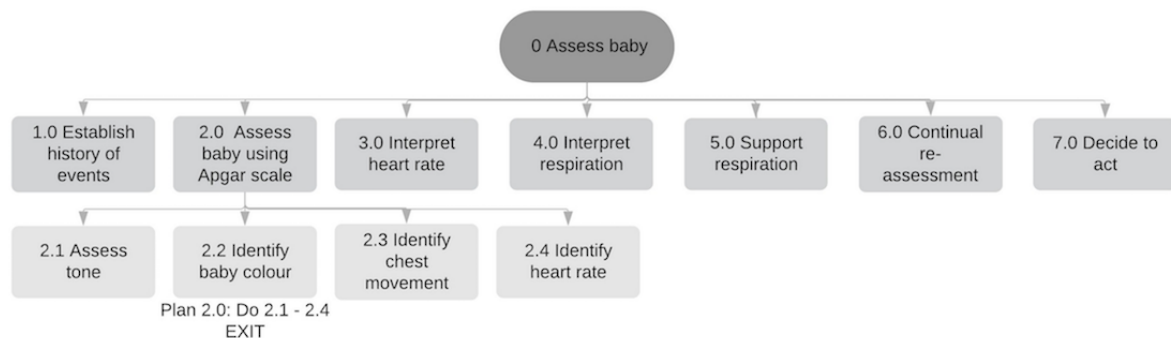 0 Assess baby
1.0 Establish
history of
events
2.0 Assess
baby using
Apgar scale
3.0 Interpret
heart rate
4.0 Interpret
respiration
5.0 Support
respiration
6.0 Continual
re-
assessment
7.0 Decide to
act
2.1 Assess
tone
2.2 Identify
baby colour
2.3 Identify
chest
movement
2.4 Identify
heart rate
Plan 2.0: Do 2.1 - 2.4
EXIT